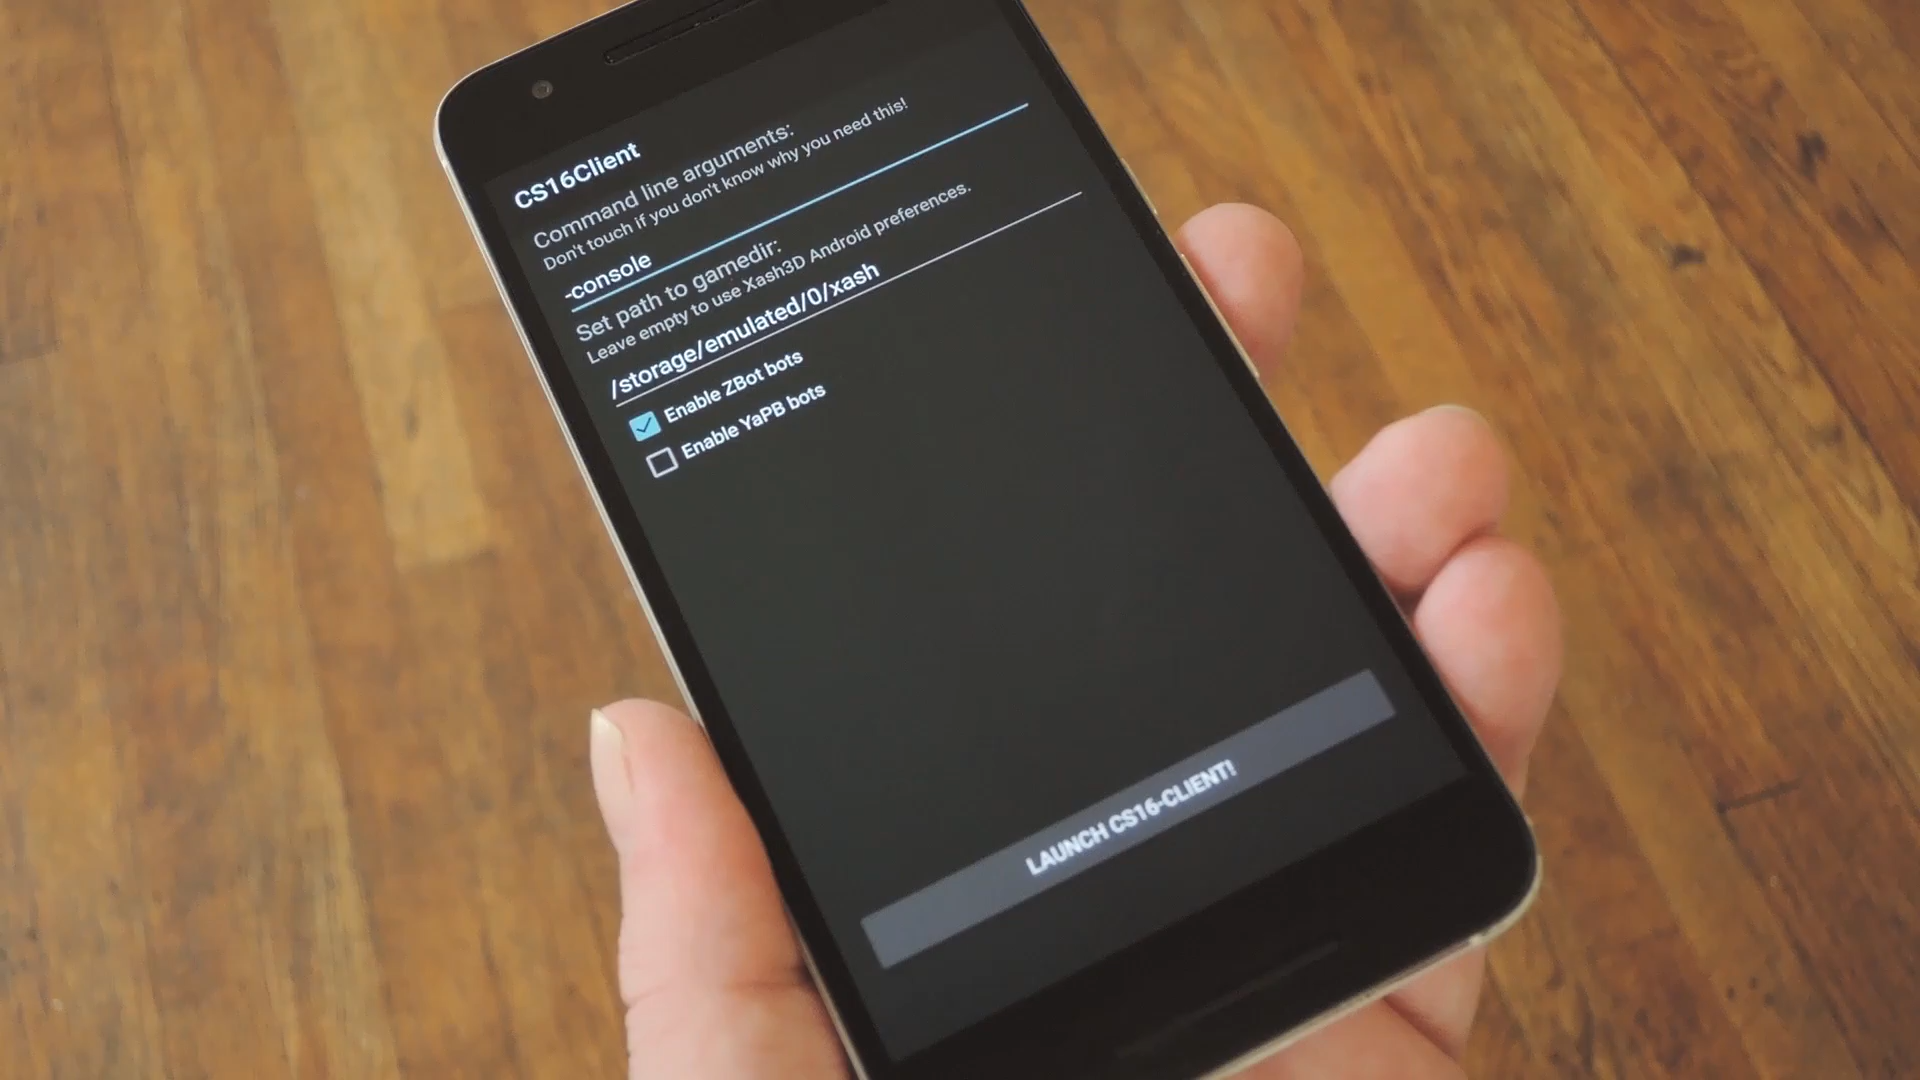 CS16Client
Command line arguments:
Don't touch if you don't know why you need this!
-console
Set path to gamedir:
Leave empty to use Xash3D Android preferences.
/storage/emulated/0/xash
Enable ZBot bots
Enable YaPB bots
LAUNCH CS16-CLIENT!